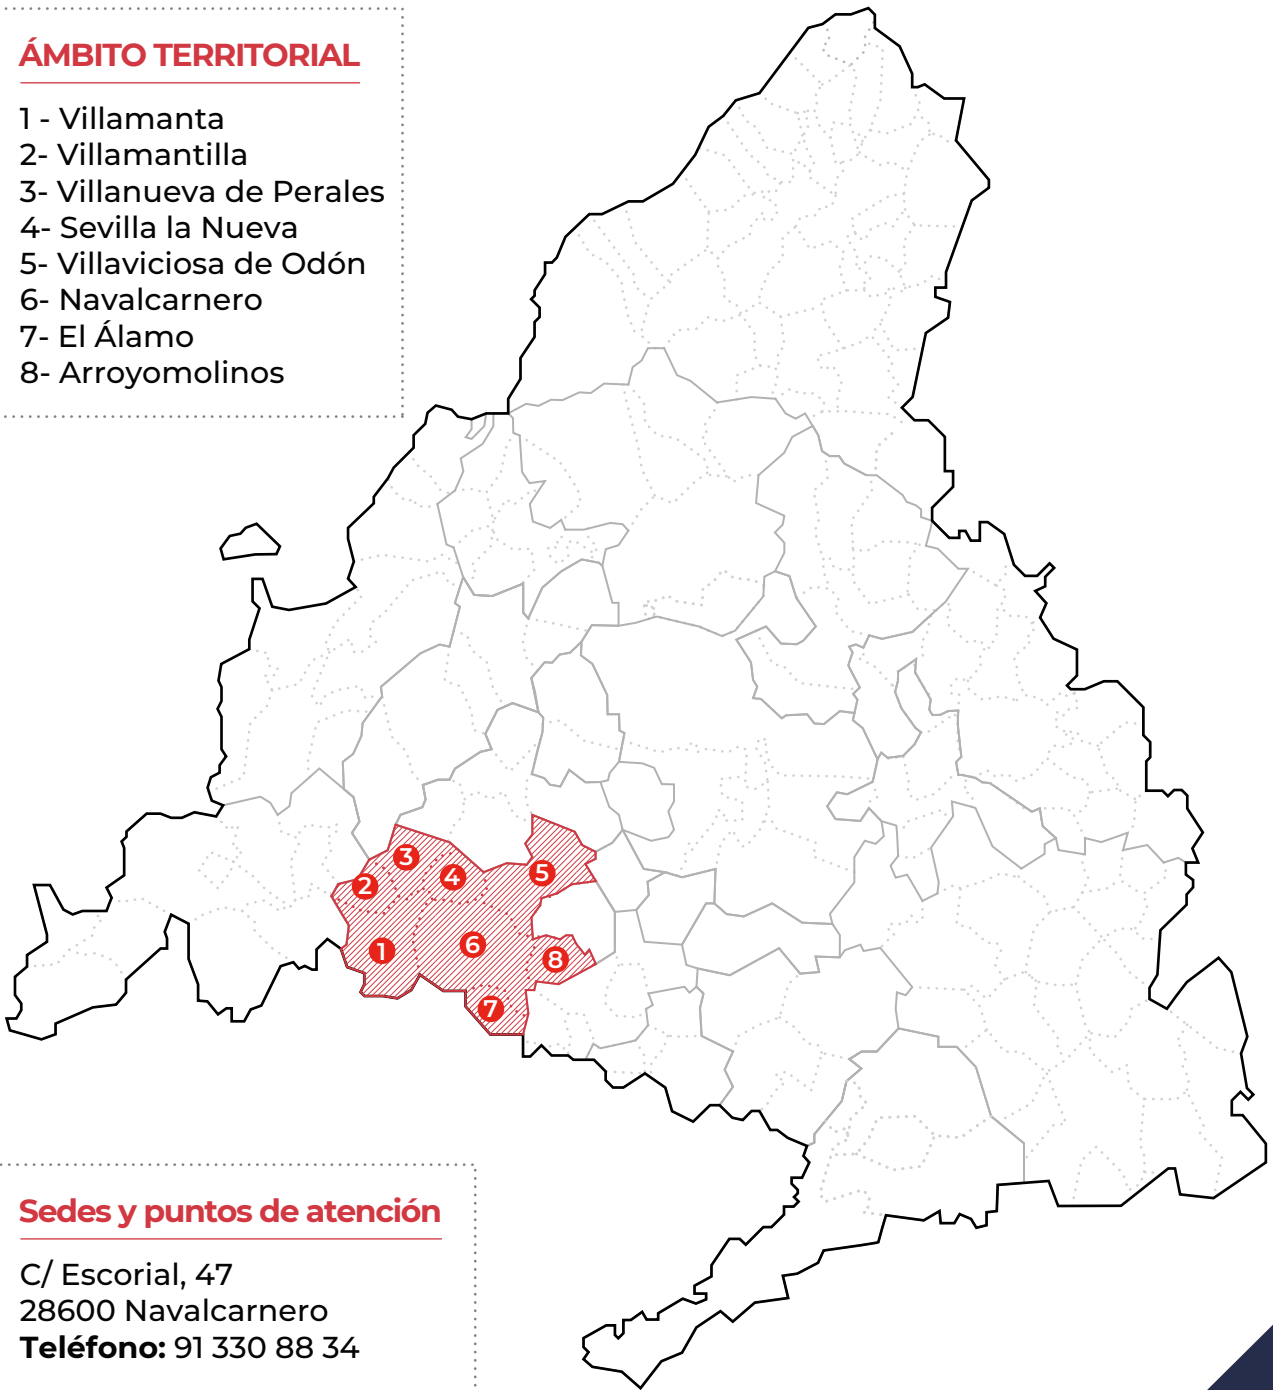 ÁMBITO TERRITORIAL
1 - Villamanta
2- Villamantilla
3- Villanueva de Perales
4- Sevilla la Nueva
5- Villaviciosa de Odón
6- Navalcarnero
7- El Álamo
8- Arroyomolinos
3
5
4
2
6
1
8
7
Sedes y puntos de atención
C/ Escorial, 47
28600 Navalcarnero
Teléfono: 91 330 88 34